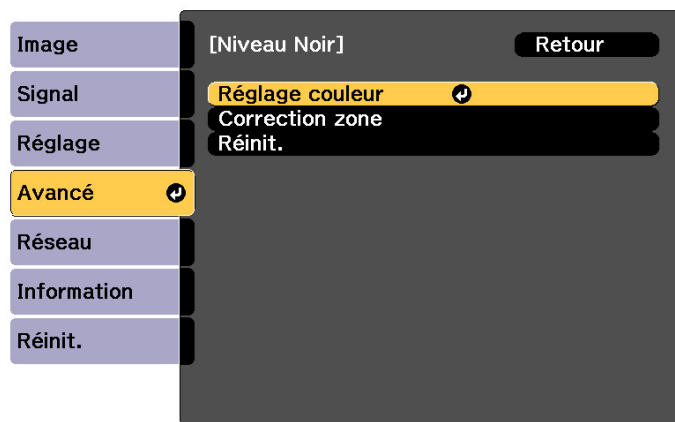 Image
Signal
Réglage
Avancé
Réseau
Information
Réinit.
[Niveau Noir]
Retour
Réglage couleur
Correction zone
Réinit.